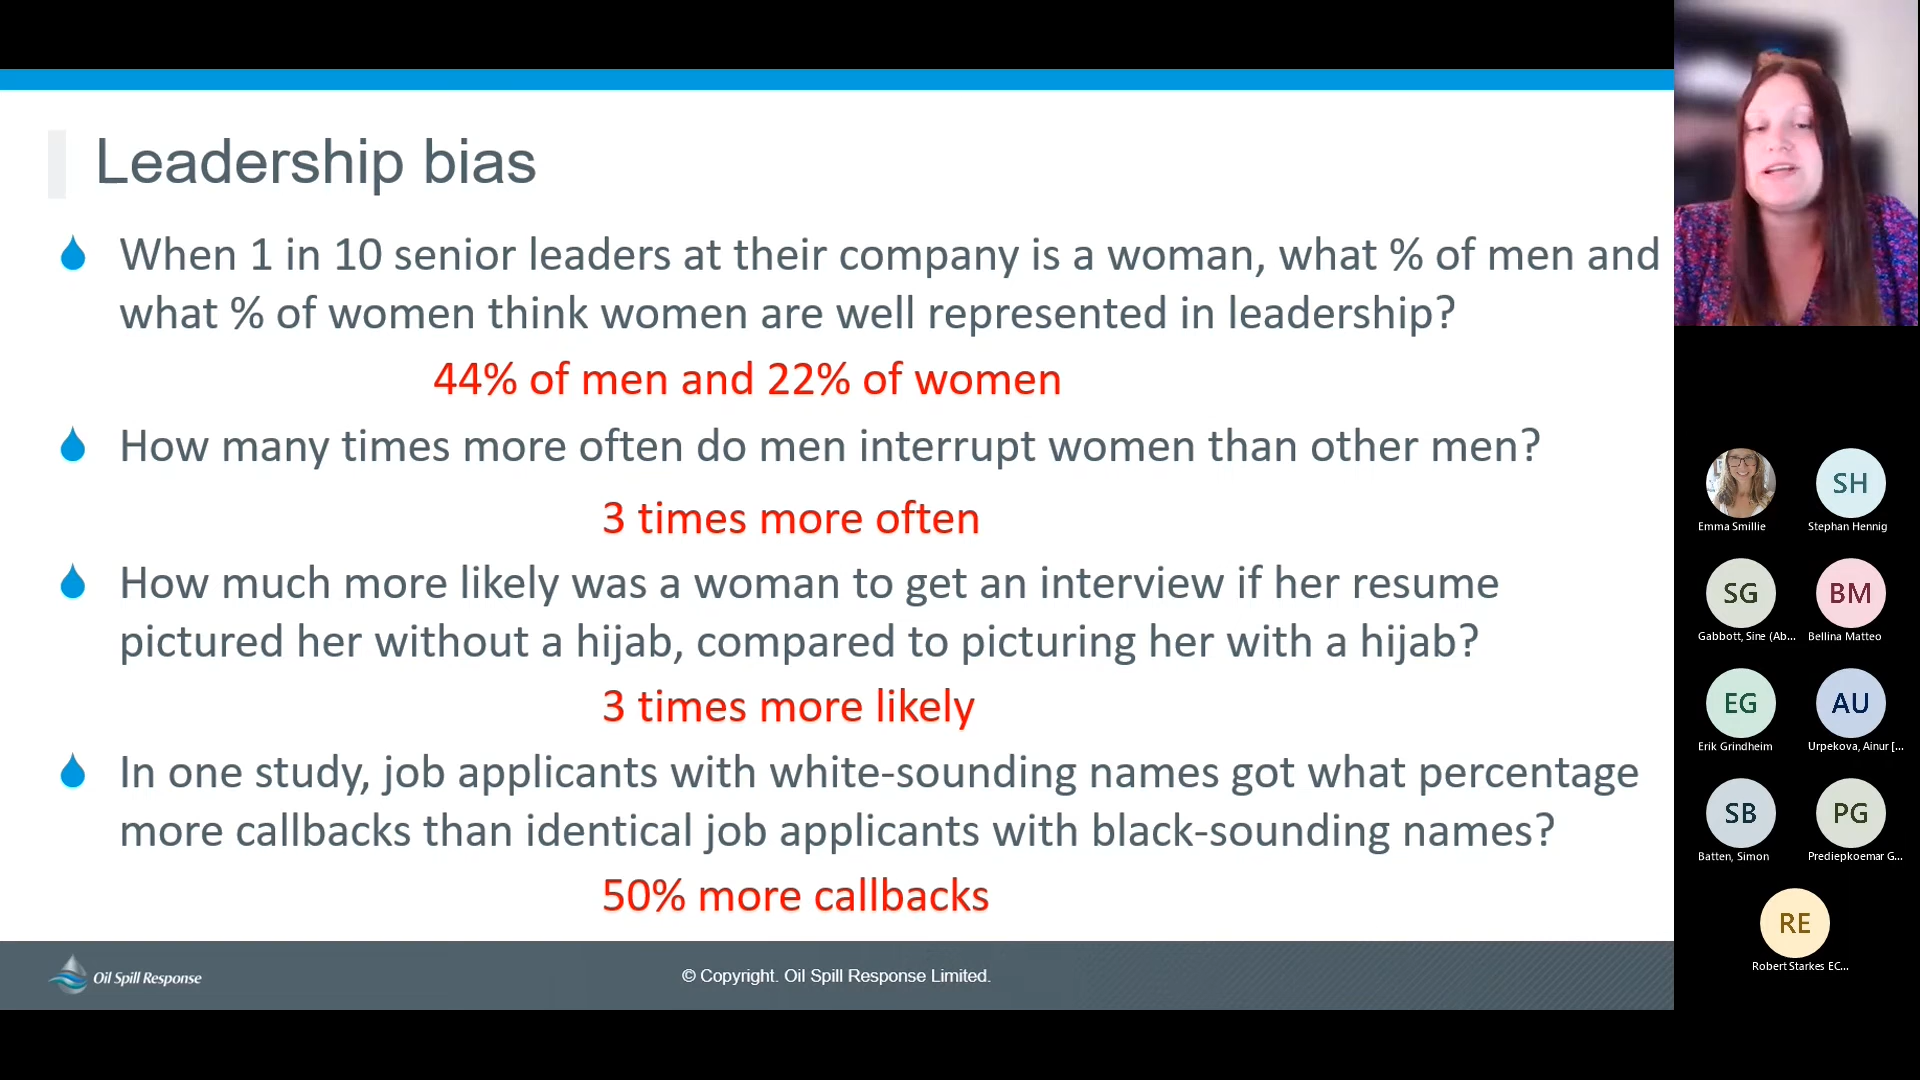 Leadership bias
When 1 in 10 senior leaders at their company is a woman, what % of men and
what % of women think women are well represented in leadership?
44% of men and 22% of women
How many times more often do men interrupt women than other men?
3 times more often
How much more likely was a woman to get an interview if her resume
pictured her without a hijab, compared to picturing her with a hijab?
3 times more likely
In one study, job applicants with white-sounding names got what percentage
more callbacks than identical job applicants with black-sounding names?
50% more callbacks
Oil Spill Response
© Copyright. Oil Spill Response Limited.
Emma Smillie
SH
Stephan Hennig
SG
Gabbott, Sine (Ab...
BM
Bellina Matteo
EG
Erik Grindheim
AU
Urpekova, Ainur [...
SB
Batten, Simon
PG
Prediepkoemar G...
RE
Robert Starkes EC...